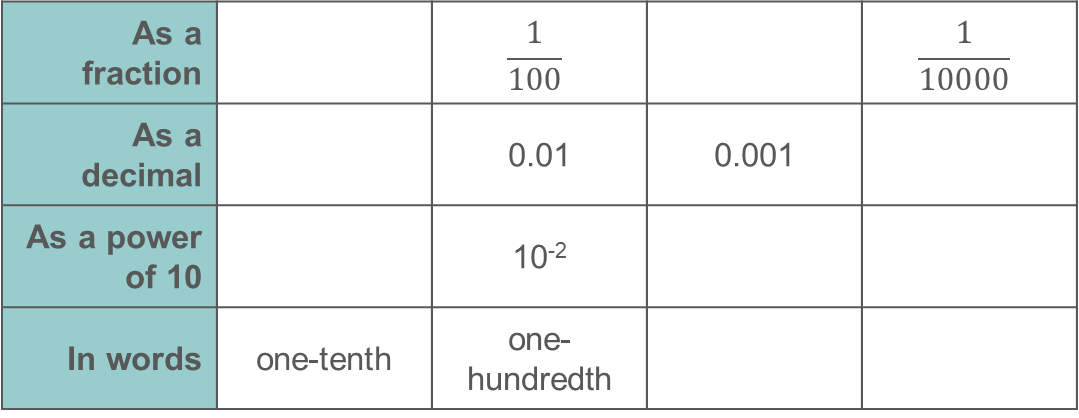 As a
fraction
1
100
1
10000
As a
decimal
0.01
0.001
As a power
of 10
10⁻²
In words
one-tenth
one-
hundredth